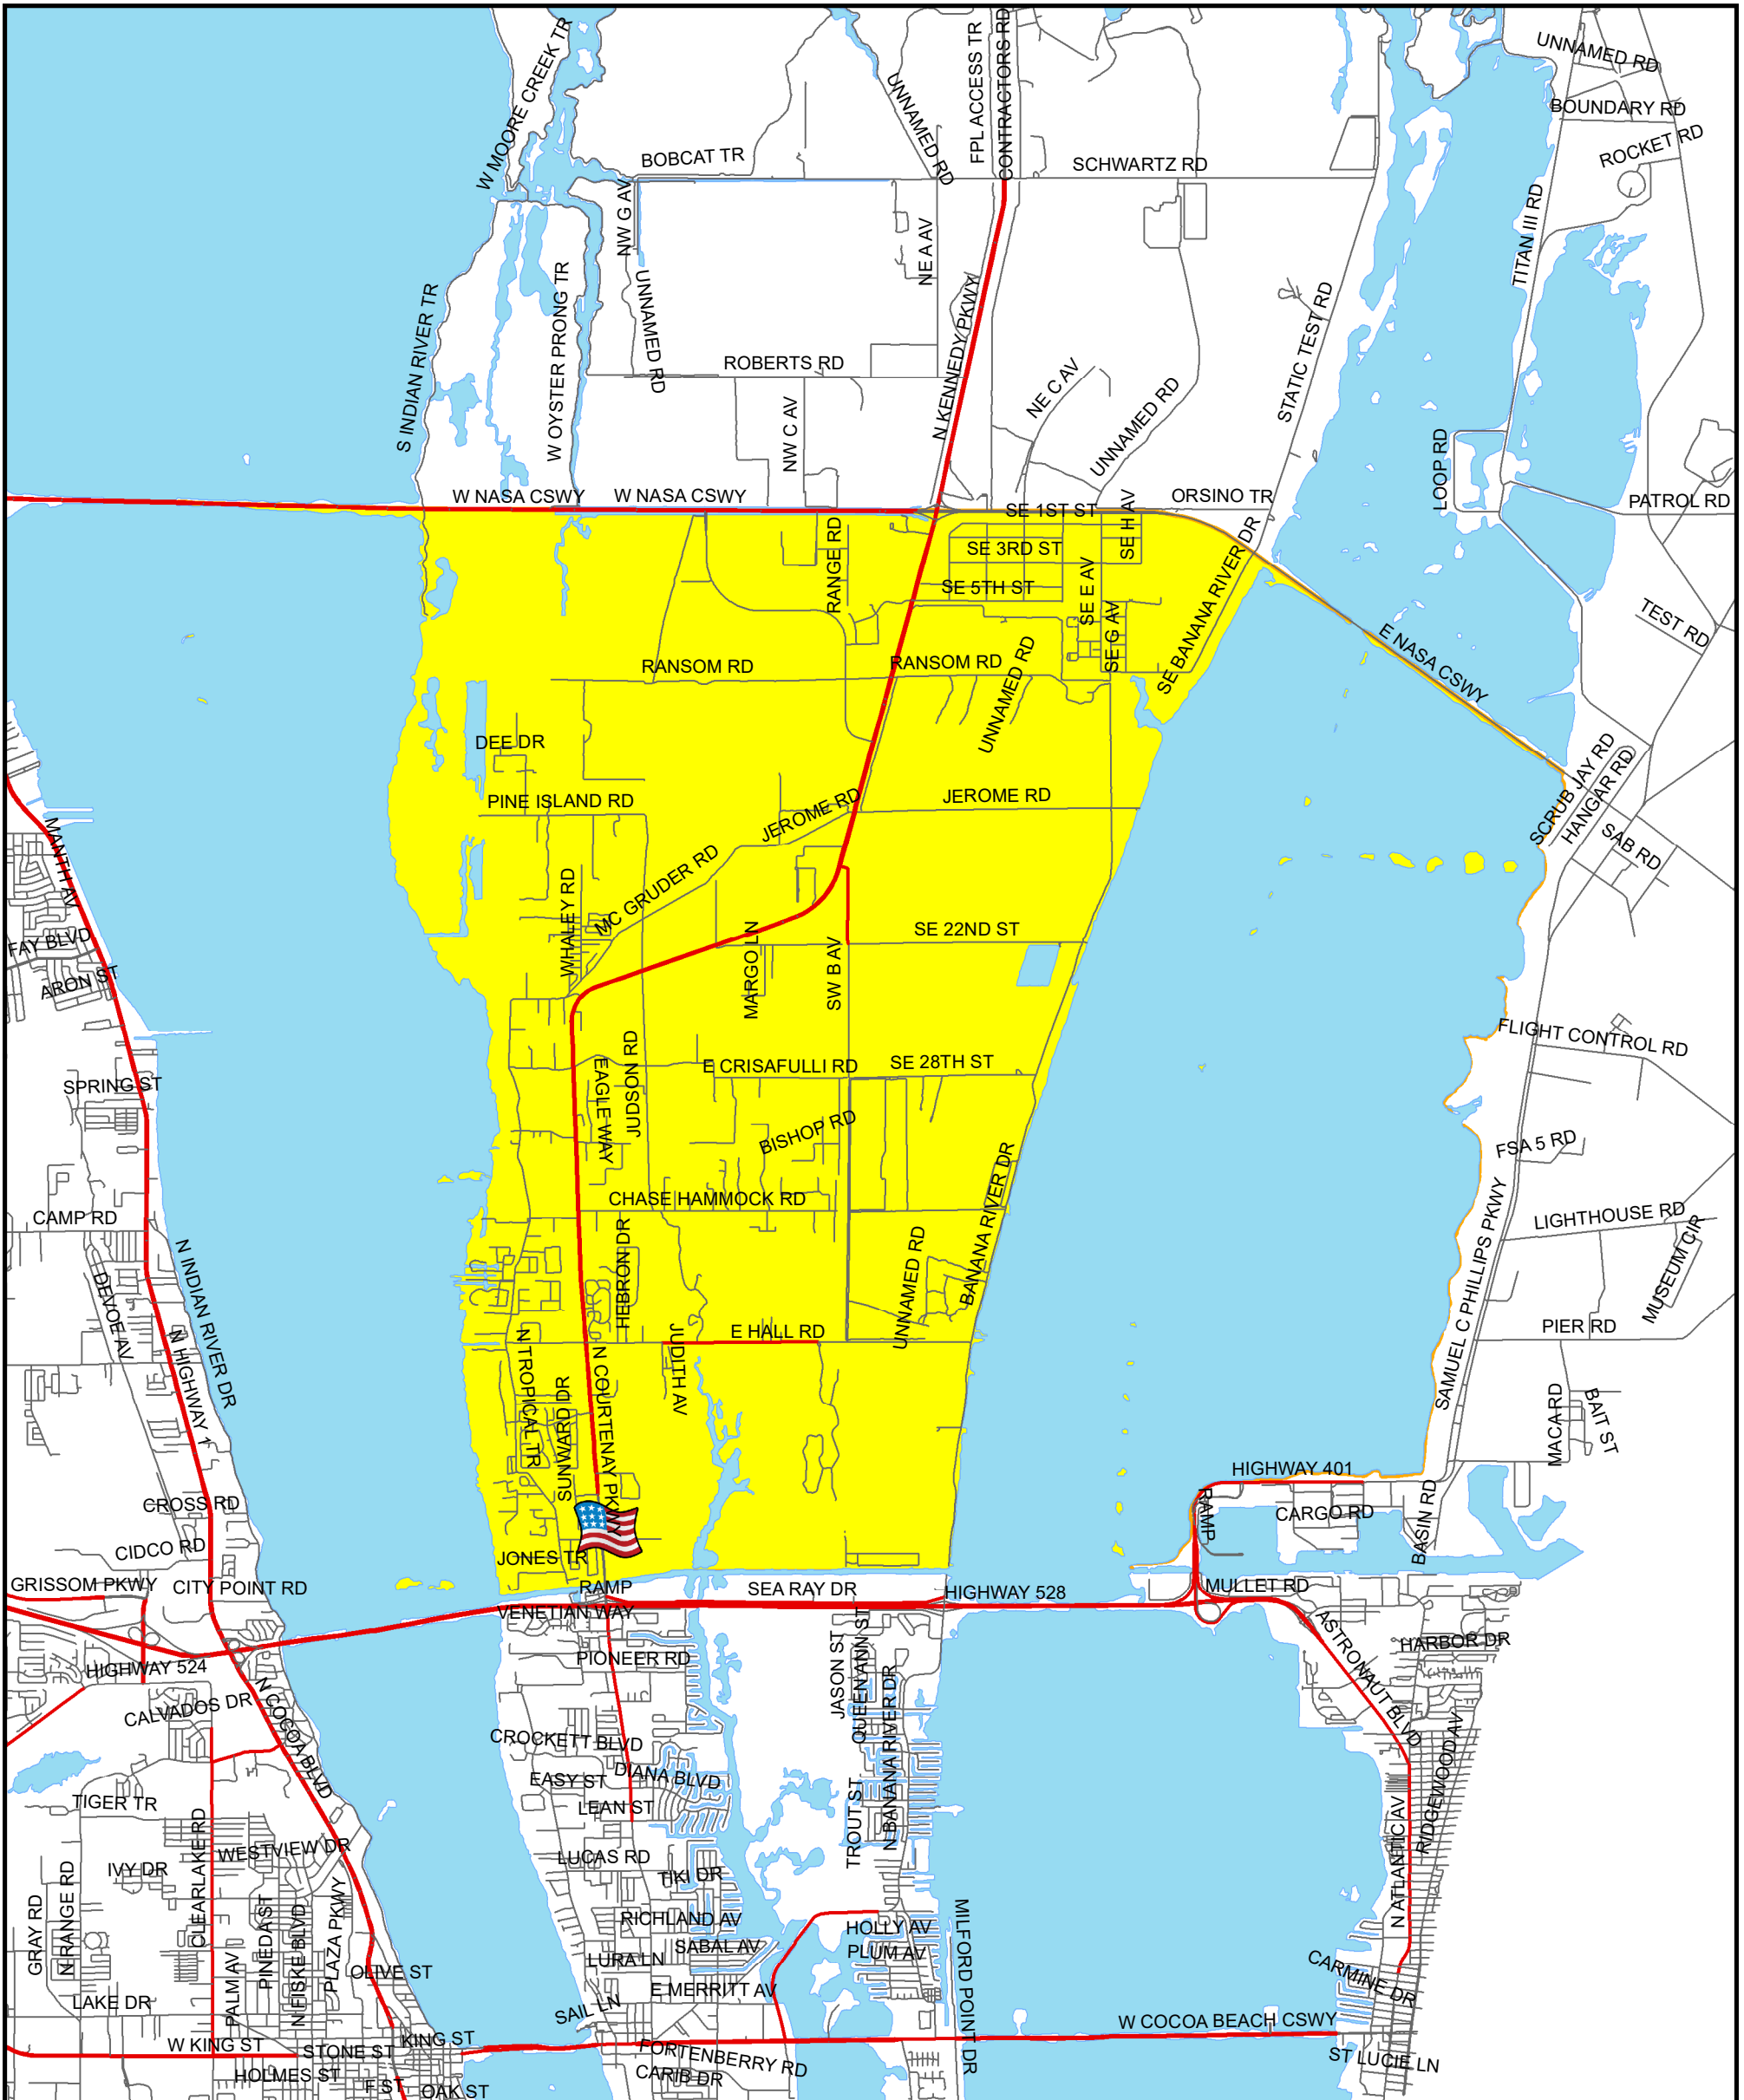 W MOORE CREEK TR
FPL ACCESS TR
CONTRACTORS RD
UNNAMED RD
UNNAMED RD
BOUNDARY RD
ROCKET RD
BOBCAT TR
SCHWARTZ RD
NW G AV
NE A AV
TITAN III RD
S INDIAN RIVER TR
W OYSTER PRONG TR
UNNAMED RD
N KENNEDY PKWY
STATIC TEST RD
ROBERTS RD
NE C AV
UNNAMED RD
NW C AV
LOOP RD
W NASA CSWY
W NASA CSWY
ORSINO TR
PATROL RD
SE 1ST ST
SE H AV
RANGE RD
SE 3RD ST
SE 5TH ST
SE E AV
SE G AV
SE BANANA RIVER DR
E NASA CSWY
TEST RD
RANSOM RD
RANSOM RD
UNNAMED RD
DEE DR
SCRUB JAY RD
HANGAR RD
PINE ISLAND RD
JEROME RD
JEROME RD
SAB RD
MANTH AV
MC GRUDER RD
WHALEY RD
FAY BLVD
ARON ST
MARGO LN
SW B AV
SE 22ND ST
FLIGHT CONTROL RD
SPRING ST
EAGLE WAY
JUDSON RD
E CRISAFULLI RD
SE 28TH ST
BISHOP RD
FSA 5 RD
BANANA RIVER DR
CHASE HAMMOCK RD
CAMP RD
LIGHTHOUSE RD
MUSEUM CIR
SAMUEL C PHILLIPS PKWY
N INDIAN RIVER DR
DEVOE AV
HEBRON DR
UNNAMED RD
N HIGHWAY 1
N TROPICAL TR
N COURTENAY PKWY
JUDITH AV
E HALL RD
PIER RD
SUNWARD DR
MACA RD
BAIT ST
HIGHWAY 401
CROSS RD
RAMP
CARGO RD
BASIN RD
CIDCO RD
JONES TR
GRISSOM PKWY
CITY POINT RD
RAMP
SEA RAY DR
HIGHWAY 528
MULLET RD
VENETIAN WAY
ASTRONAUT BLVD
HARBOR DR
HIGHWAY 524
PIONEER RD
JASON ST
QUEEN ANN ST
N BANANA RIVER DR
CALVADOS DR
N COCOA BLVD
CROCKETT BLVD
EASY ST
DIANA BLVD
RIDGEWOOD AV
TIGER TR
LEAN ST
TROUT ST
N ATLANTIC AV
CLEARLAKE RD
WESTVIEW DR
IVY DR
LUCAS RD
TIKI DR
GRAY RD
N RANGE RD
PINEDA ST
N FISKE BLVD
PLAZA PKWY
RICHLAND AV
HOLLY AV
SABAL AV
PLUM AV
LURA LN
MILFORD POINT DR
PALM AV
OLIVE ST
E MERRITT AV
CARMINE DR
LAKE DR
SAIL LN
W COCOA BEACH CSWY
W KING ST
STONE ST
KING ST
FORTENBERRY RD
ST LUCIE LN
HOLMES ST
F ST
OAK ST
CARIB DR